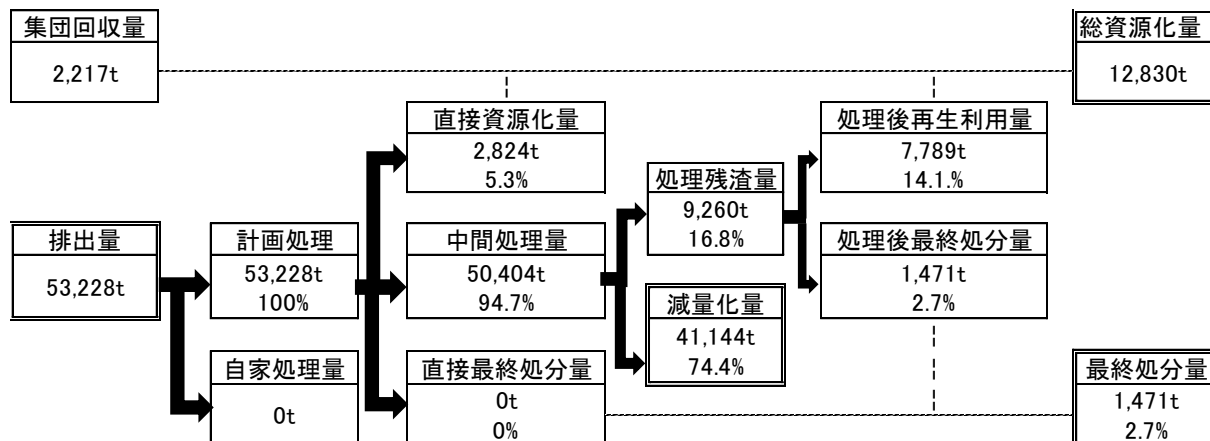 集団回収量
2,217t
総資源化量
12,830t
直接資源化量
2,824t
5.3%
処理後再生利用量
7,789t
14.1.%
処理残渣量
9,260t
16.8%
排出量
53,228t
計画処理
53,228t
100%
中間処理量
50,404t
94.7%
処理後最終処分量
1,471t
2.7%
減量化量
41,144t
74.4%
自家処理量
0t
直接最終処分量
0t
0%
最終処分量
1,471t
2.7%